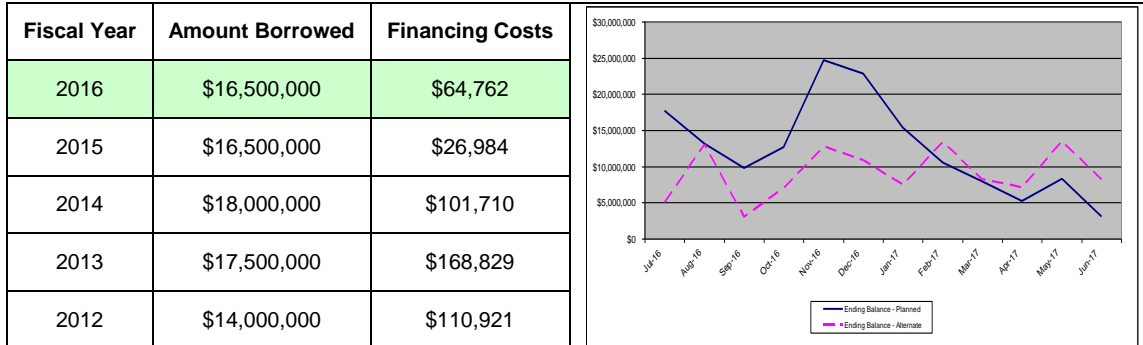 Fiscal Year Amount Borrowed Financing Costs
2016 $16,500,000 $64,762
2015 $16,500,000 $26,984
2014 $18,000,000 $101,710
2013 $17,500,000 $168,829
2012 $14,000,000 $110,921
$30,000,000
$25,000,000
$20,000,000
$15,000,000
$10,000,000
$5,000,000
$0
Jul-16 Aug-16 Sep-16 Oct-16 Nov-16 Dec-16 Jan-17 Feb-17 Mar-17 Apr-17 May-17 Jun-17
Ending Balance - Planned
Ending Balance - Alternate